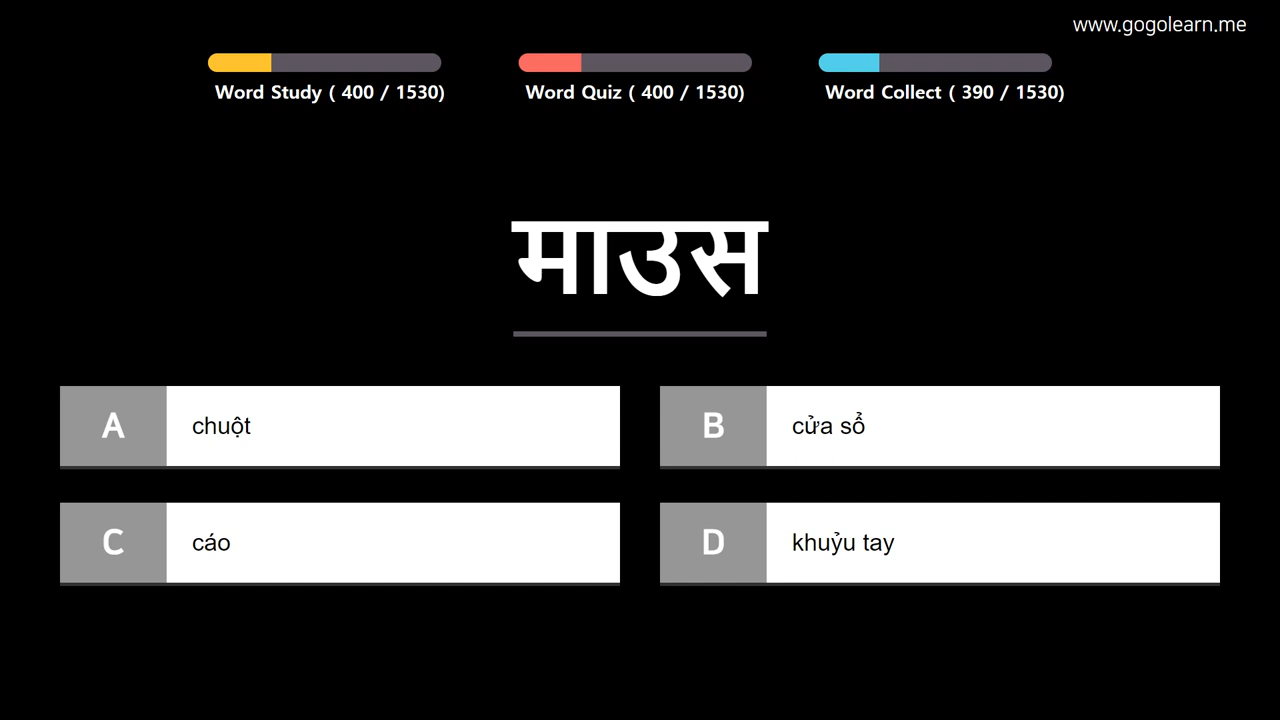 www.gogolearn.me
Word Study ( 400 / 1530)
Word Quiz ( 400 / 1530)
Word Collect ( 390 / 1530)
माउस
A chuột
B cửa sổ
C cáo
D khuỷu tay